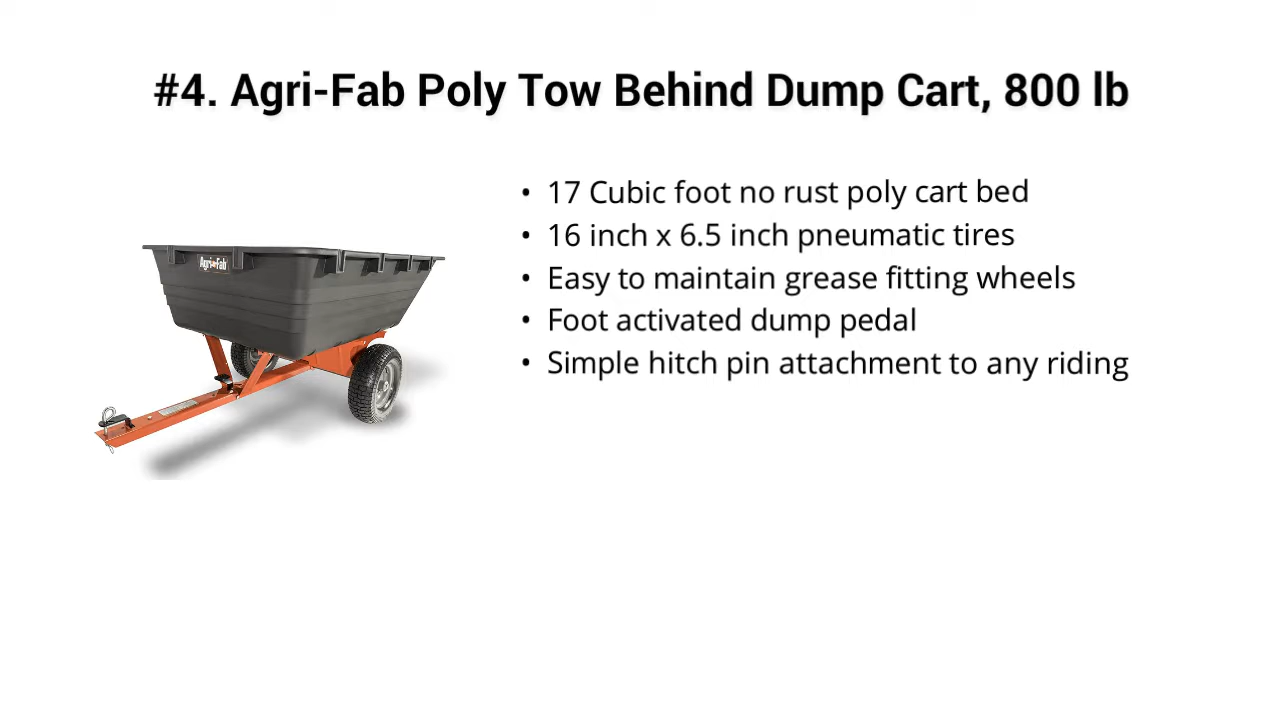 #4. Agri-Fab Poly Tow Behind Dump Cart, 800 lb
• 17 Cubic foot no rust poly cart bed
• 16 inch x 6.5 inch pneumatic tires
• Easy to maintain grease fitting wheels
• Foot activated dump pedal
• Simple hitch pin attachment to any riding
Agri-Fab